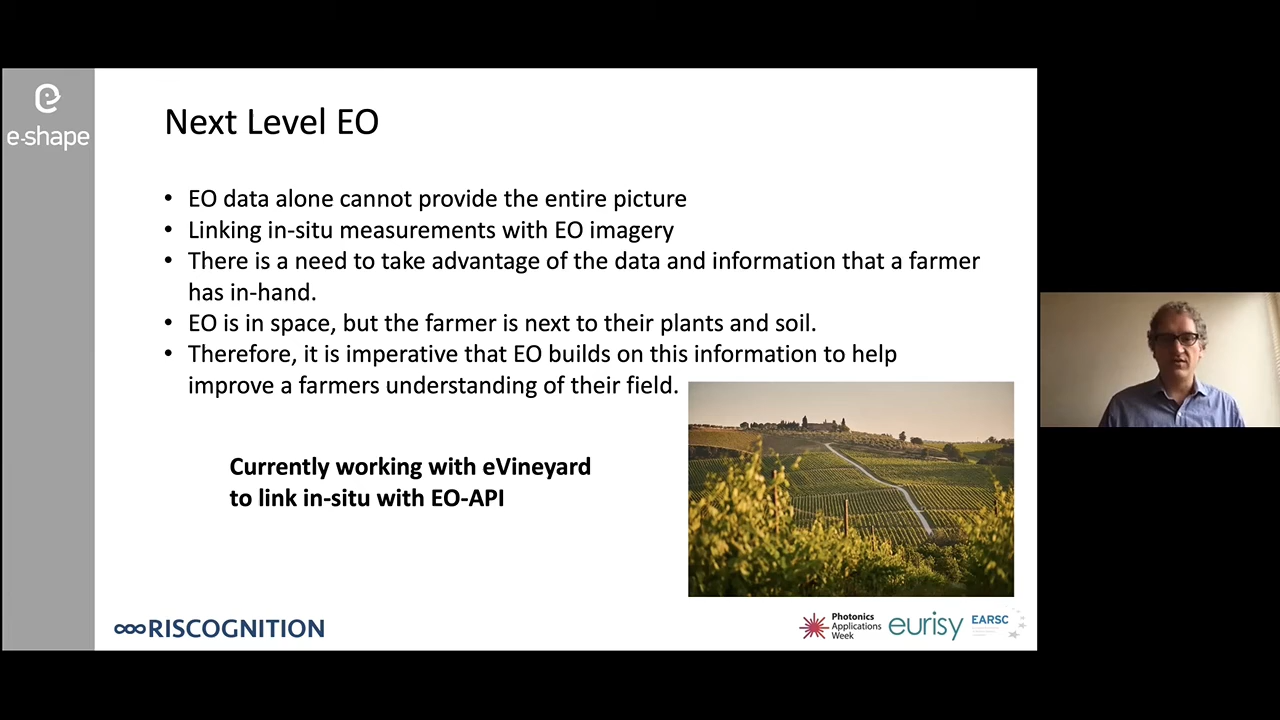 e-shape
Next Level EO
• EO data alone cannot provide the entire picture
• Linking in-situ measurements with EO imagery
• There is a need to take advantage of the data and information that a farmer
has in-hand.
• EO is in space, but the farmer is next to their plants and soil.
• Therefore, it is imperative that EO builds on this information to help
improve a farmers understanding of their field.
Currently working with eVineyard
to link in-situ with EO-API
RISCOGNITION
Photonics
Applications
Week
eurisy
EARSC